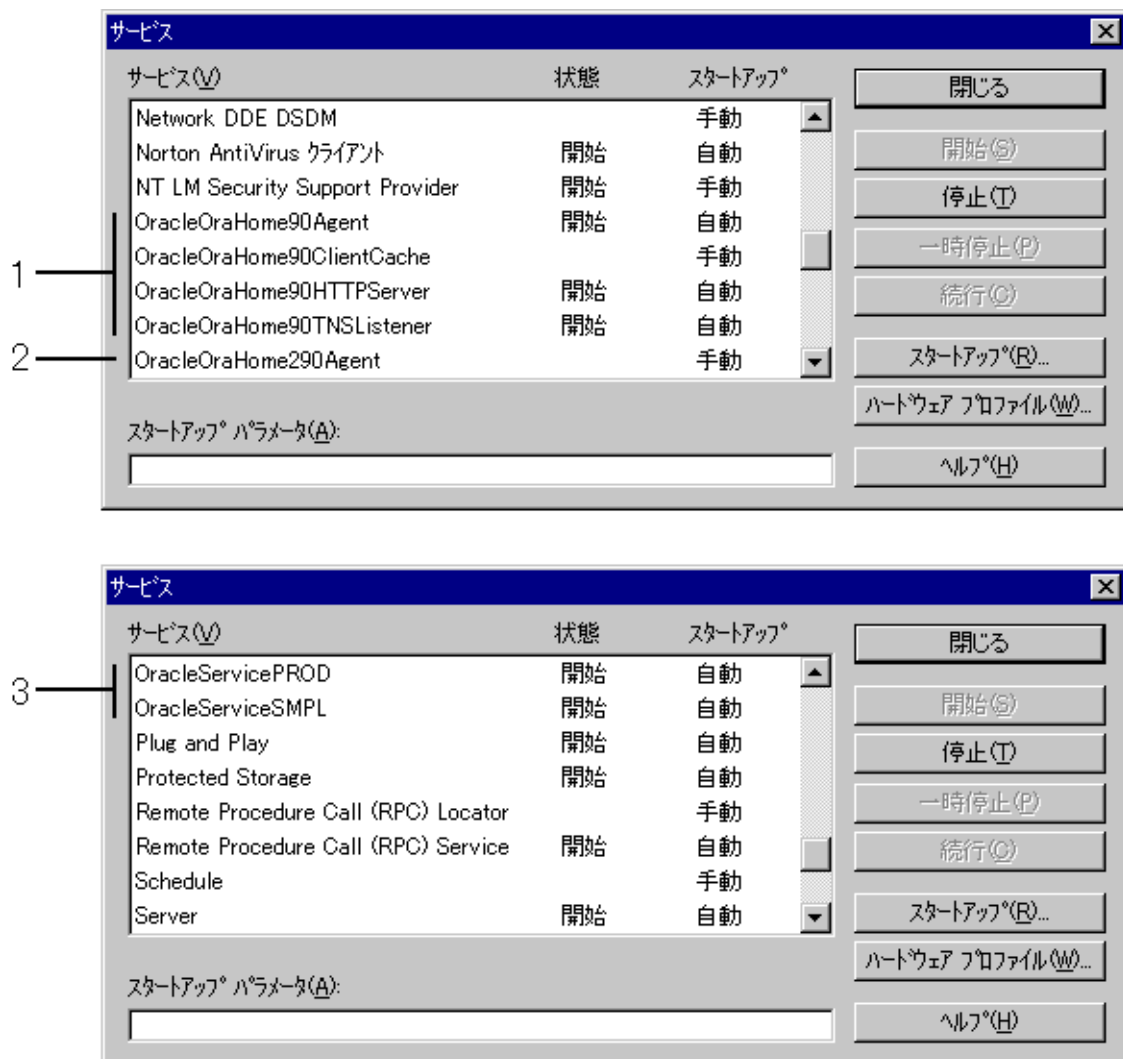 サービス
サービス(V) 状態 スタートアップ
Network DDE DSDM 手動
Norton AntiVirus クライアント 開始 自動
NT LM Security Support Provider 開始 手動
OracleOraHome90Agent 開始 自動
OracleOraHome90ClientCache 手動
OracleOraHome90HTTPServer 開始 自動
OracleOraHome90TNSListener 開始 自動
OracleOraHome290Agent 手動
1
2
スタートアップ パラメータ(A):
閉じる
開始(S)
停止(T)
一時停止(P)
続行(C)
スタートアップ(R)...
ハードウェア プロファイル(W)...
ヘルプ(H)
サービス
サービス(V) 状態 スタートアップ
OracleServicePROD 開始 自動
OracleServiceSMPL 開始 自動
Plug and Play 開始 自動
Protected Storage 開始 自動
Remote Procedure Call (RPC) Locator 手動
Remote Procedure Call (RPC) Service 開始 自動
Schedule 手動
Server 開始 自動
3
スタートアップ パラメータ(A):
閉じる
開始(S)
停止(T)
一時停止(P)
続行(C)
スタートアップ(R)...
ハードウェア プロファイル(W)...
ヘルプ(H)